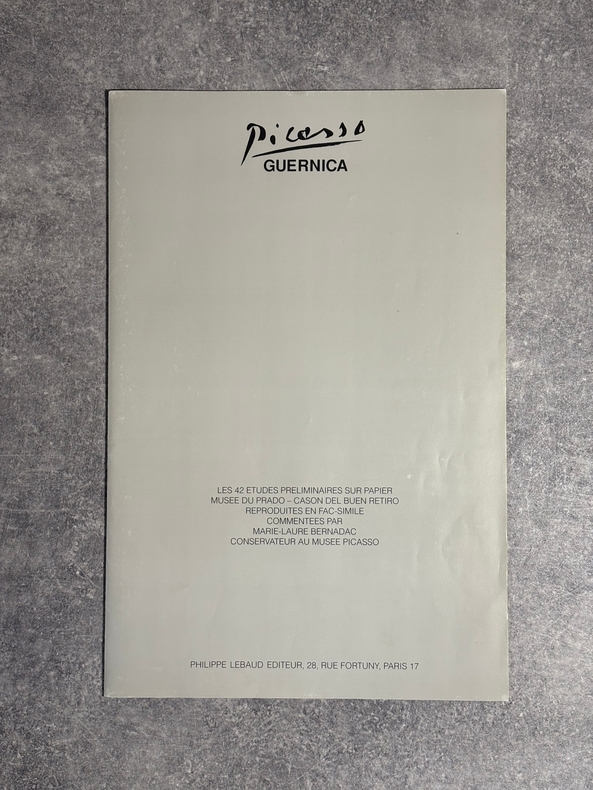 Picasso
GUERNICA
LES 42 ETUDES PRELIMINAIRES SUR PAPIER
MUSEE DU PRADO – CASON DEL BUEN RETIRO
REPRODUITES EN FAC-SIMILE
COMMENTEES PAR
MARIE-LAURE BERNADAC
CONSERVATEUR AU MUSEE PICASSO
PHILIPPE LEBAUD EDITEUR, 28, RUE FORTUNY, PARIS 17